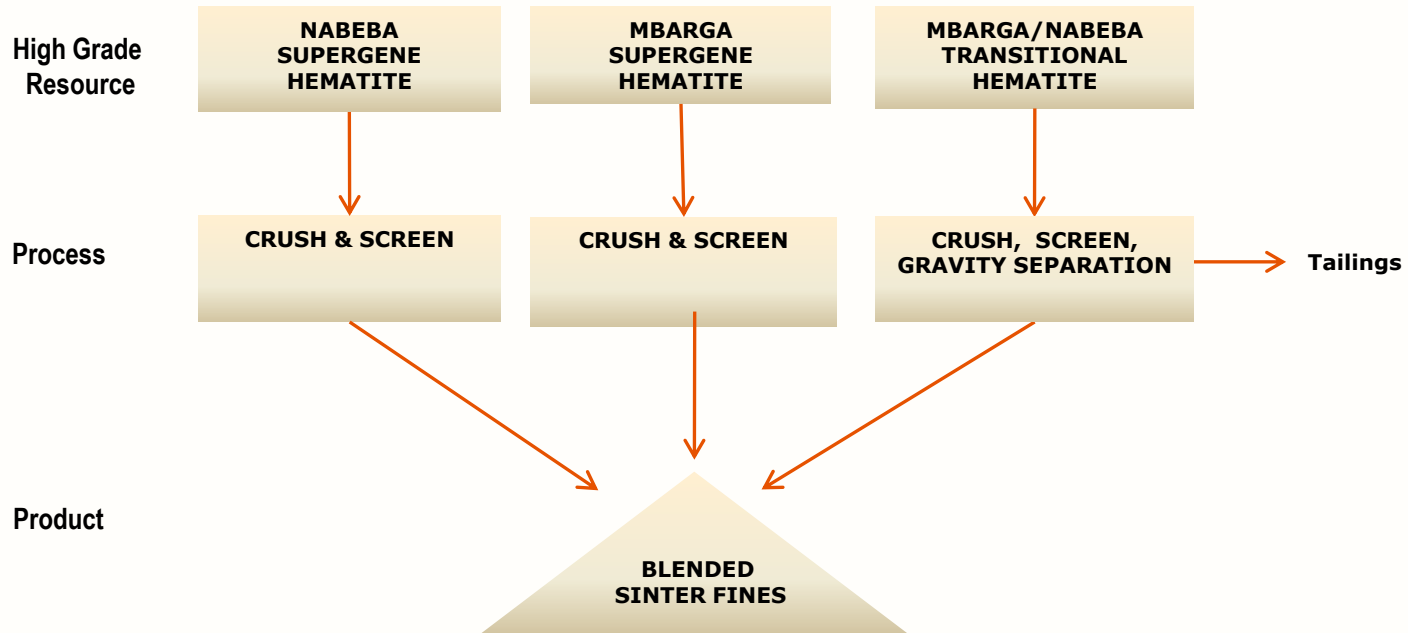 High Grade
Resource
NABEBA
SUPERGENE
HEMATITE
MBARGA
SUPERGENE
HEMATITE
MBARGA/NABEBA
TRANSITIONAL
HEMATITE
Process
CRUSH & SCREEN
CRUSH & SCREEN
CRUSH, SCREEN,
GRAVITY SEPARATION
Tailings
Product
BLENDED
SINTER FINES